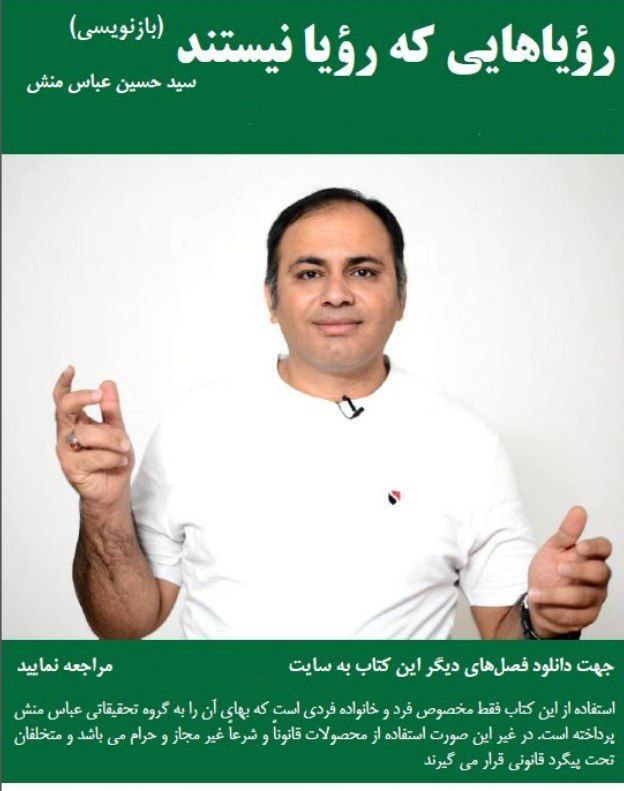 رؤیاهایی که رؤیا نیستند (بازنویسی)
سید حسین عباس منش
جهت دانلود فصل‌های دیگر این کتاب به سایت مراجعه نمایید
استفاده از این کتاب فقط مخصوص فرد و خانواده فردی است که بهای آن را به گروه تحقیقاتی عباس منش
پرداخته است. در غیر این صورت استفاده از محصولات قانوناً و شرعاً غیر مجاز و حرام می باشد و متخلفان
تحت پیگرد قانونی قرار می گیرند